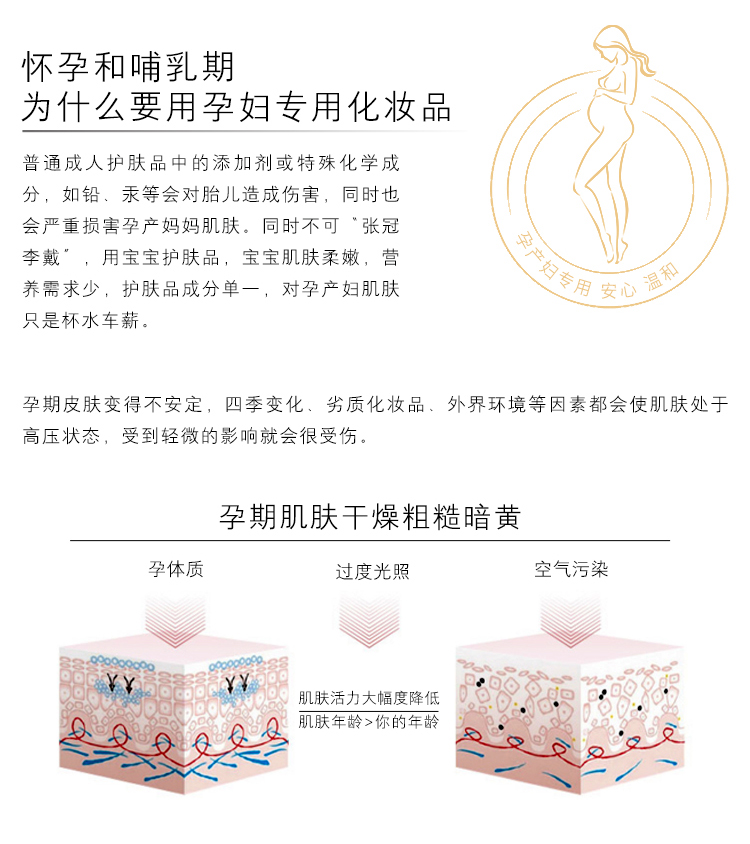 怀孕和哺乳期
为什么要用孕妇专用化妆品
普通成人护肤品中的添加剂或特殊化学成
分，如铅、汞等会对胎儿造成伤害，同时也
会严重损害孕产妈妈肌肤。同时不可〝张冠
李戴〞，用宝宝护肤品，宝宝肌肤柔嫩，营
养需求少，护肤品成分单一，对孕产妇肌肤
只是杯水车薪。
孕产妇专用 安心 温和
孕期皮肤变得不安定，四季变化、劣质化妆品、外界环境等因素都会使肌肤处于
高压状态，受到轻微的影响就会很受伤。
孕期肌肤干燥粗糙暗黄
孕体质
过度光照
空气污染
肌肤活力大幅度降低
肌肤年龄>你的年龄